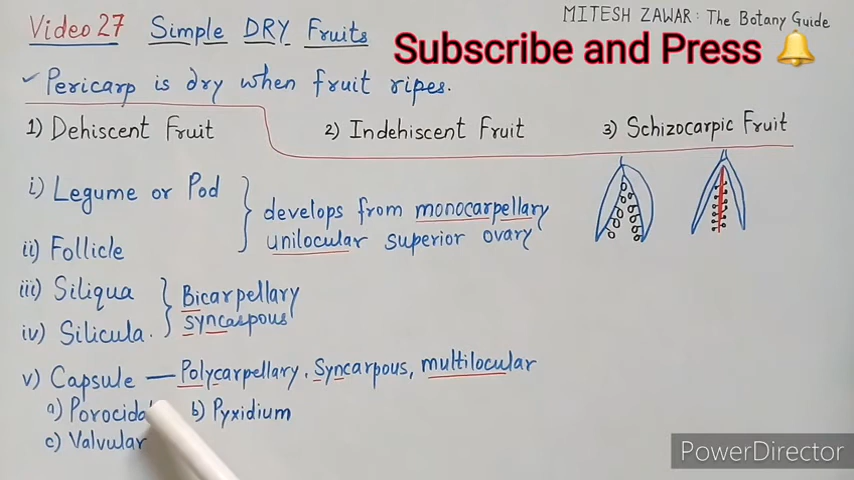 MITESH ZAWAR: The Botany Guide
Video 27 Simple DRY Fruits
Subscribe and Press
✓ Pericarp is dry when fruit ripes.
1) Dehiscent Fruit 2) Indehiscent Fruit 3) Schizocarpic Fruit
i) Legume or Pod
develops from monocarpellary
unilocular superior ovary
ii) Follicle
iii) Siliqua
Bicarpellary
syncarpous
iv) Silicula.
v) Capsule — Polycarpellary, Syncarpous, multilocular
a) b) Pyxidium
c) Valvular
PowerDirector